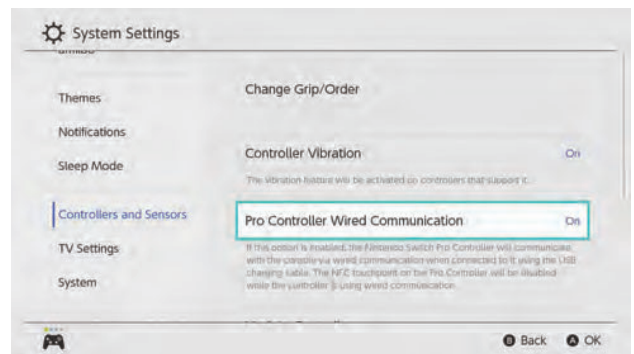 System Settings
amiibo
Themes
Notifications
Sleep Mode
Controllers and Sensors
TV Settings
System
Change Grip/Order
Controller Vibration On
The vibration feature will be activated on controllers that support it.
Pro Controller Wired Communication On
If this option is enabled, the Nintendo Switch Pro Controller will communicate
with the console via wired communication when connected to it using the USB
charging cable. The NFC touchpoint on the Pro Controller will be disabled
while the controller is using wired communication.
B Back A OK